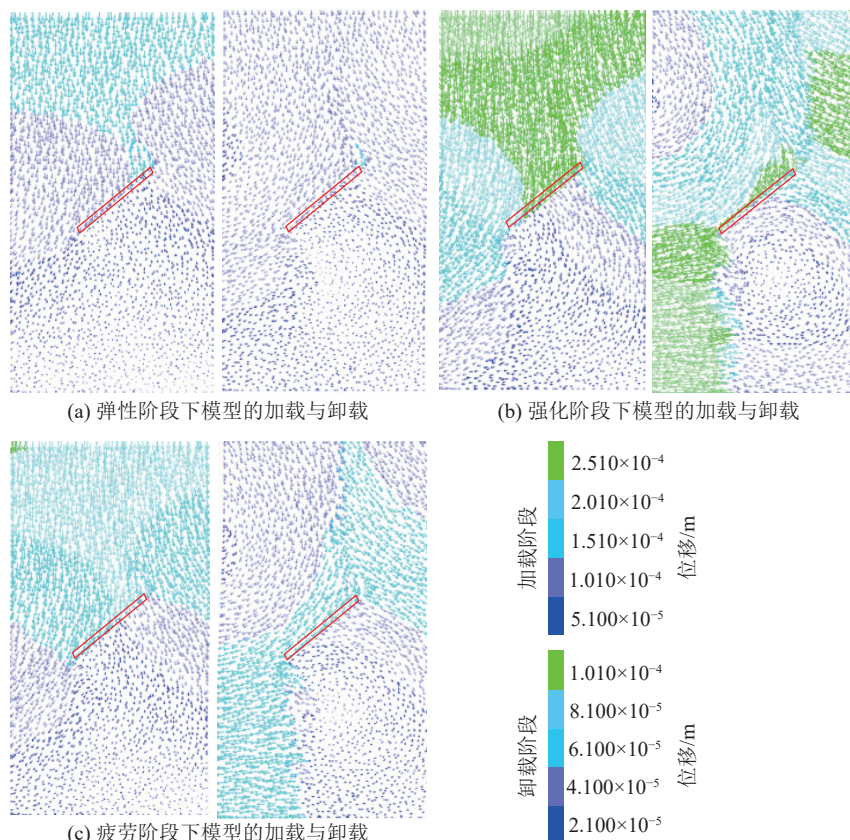 (a) 弹性阶段下模型的加载与卸载
(b) 强化阶段下模型的加载与卸载
(c) 疲劳阶段下模型的加载与卸载
加载阶段
2.510×10⁻⁴
2.010×10⁻⁴
1.510×10⁻⁴
1.010×10⁻⁴
5.100×10⁻⁵
位移/m
卸载阶段
1.010×10⁻⁴
8.100×10⁻⁵
6.100×10⁻⁵
4.100×10⁻⁵
2.100×10⁻⁵
位移/m